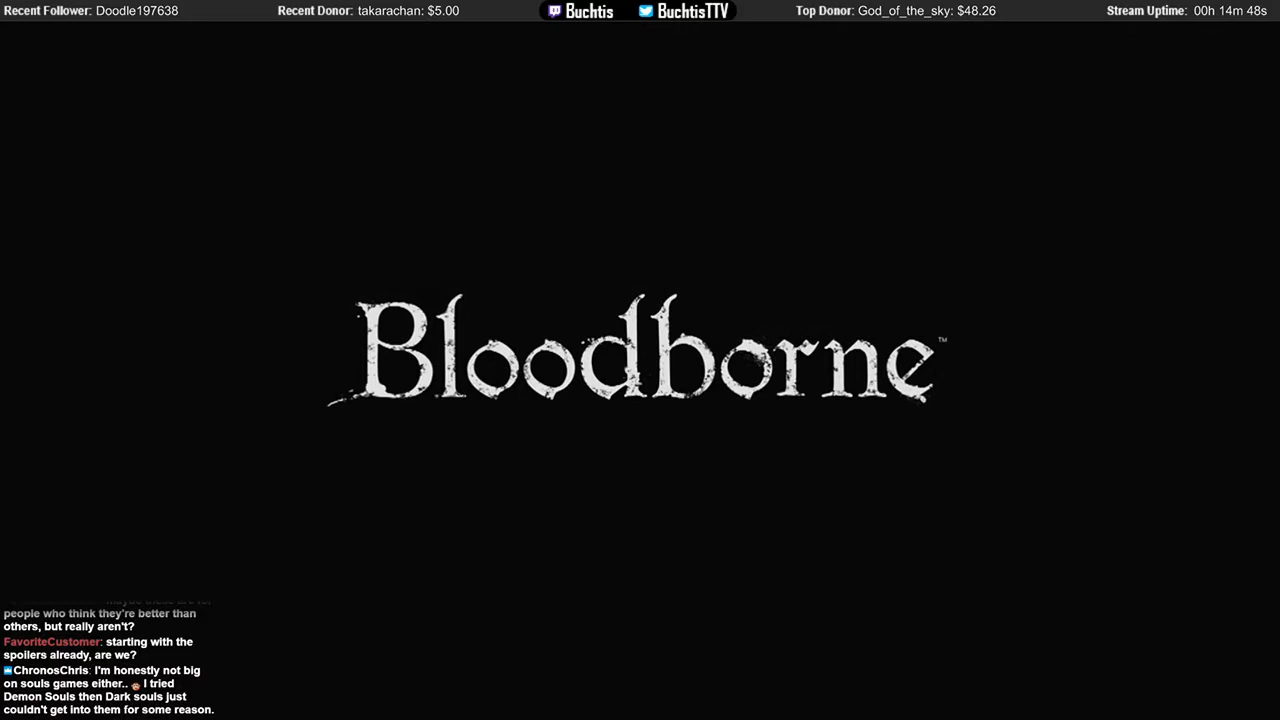 Recent Follower: Doodle197638
Recent Donor: takarachan: $5.00
Buchtis
BuchtisTTV
Top Donor: God_of_the_sky: $48.26
Stream Uptime: 00h 14m 48s
Bloodborne™
people who think they're better than
others, but really aren't?
FavoriteCustomer: starting with the
spoilers already, are we?
ChronosChris: I'm honestly not big
on souls games either.. I tried
Demon Souls then Dark souls just
couldn't get into them for some reason.